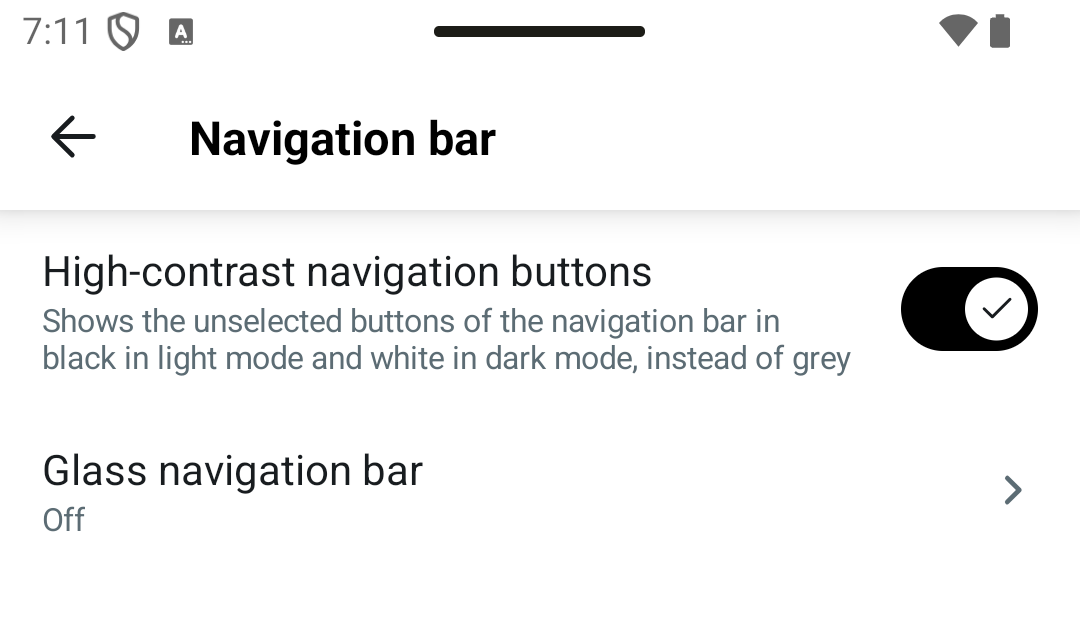 7:11 A
Navigation bar
High-contrast navigation buttons
Shows the unselected buttons of the navigation bar in
black in light mode and white in dark mode, instead of grey
Glass navigation bar
Off